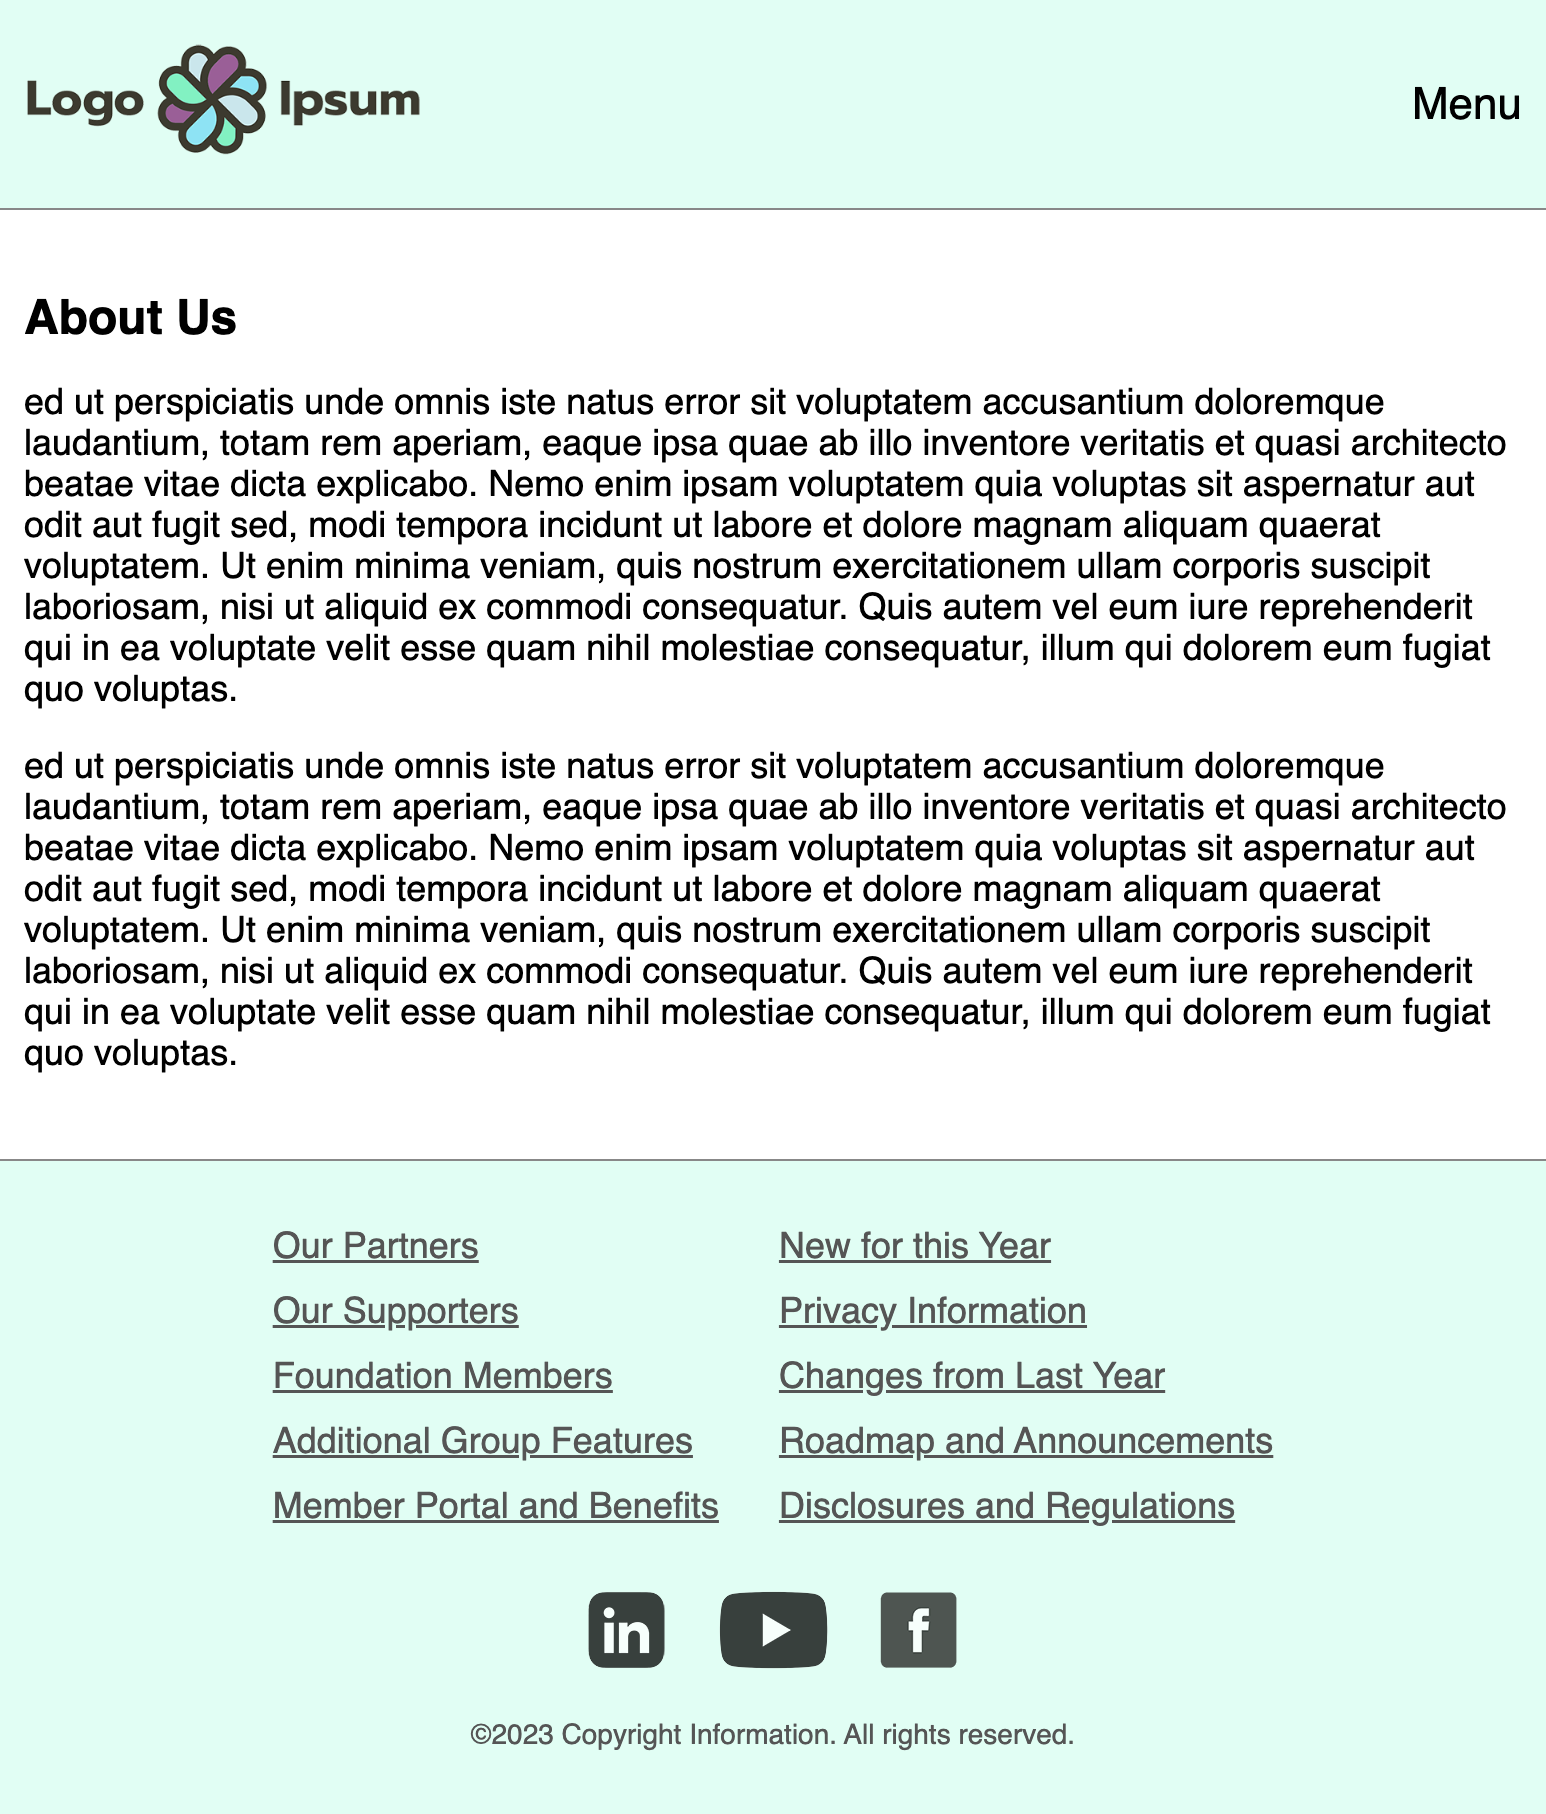 Logo Ipsum
Menu
About Us
ed ut perspiciatis unde omnis iste natus error sit voluptatem accusantium doloremque
laudantium, totam rem aperiam, eaque ipsa quae ab illo inventore veritatis et quasi architecto
beatae vitae dicta explicabo. Nemo enim ipsam voluptatem quia voluptas sit aspernatur aut
odit aut fugit sed, modi tempora incidunt ut labore et dolore magnam aliquam quaerat
voluptatem. Ut enim minima veniam, quis nostrum exercitationem ullam corporis suscipit
laboriosam, nisi ut aliquid ex commodi consequatur. Quis autem vel eum iure reprehenderit
qui in ea voluptate velit esse quam nihil molestiae consequatur, illum qui dolorem eum fugiat
quo voluptas.
ed ut perspiciatis unde omnis iste natus error sit voluptatem accusantium doloremque
laudantium, totam rem aperiam, eaque ipsa quae ab illo inventore veritatis et quasi architecto
beatae vitae dicta explicabo. Nemo enim ipsam voluptatem quia voluptas sit aspernatur aut
odit aut fugit sed, modi tempora incidunt ut labore et dolore magnam aliquam quaerat
voluptatem. Ut enim minima veniam, quis nostrum exercitationem ullam corporis suscipit
laboriosam, nisi ut aliquid ex commodi consequatur. Quis autem vel eum iure reprehenderit
qui in ea voluptate velit esse quam nihil molestiae consequatur, illum qui dolorem eum fugiat
quo voluptas.
Our Partners
Our Supporters
Foundation Members
Additional Group Features
Member Portal and Benefits
New for this Year
Privacy Information
Changes from Last Year
Roadmap and Announcements
Disclosures and Regulations
in
f
©2023 Copyright Information. All rights reserved.